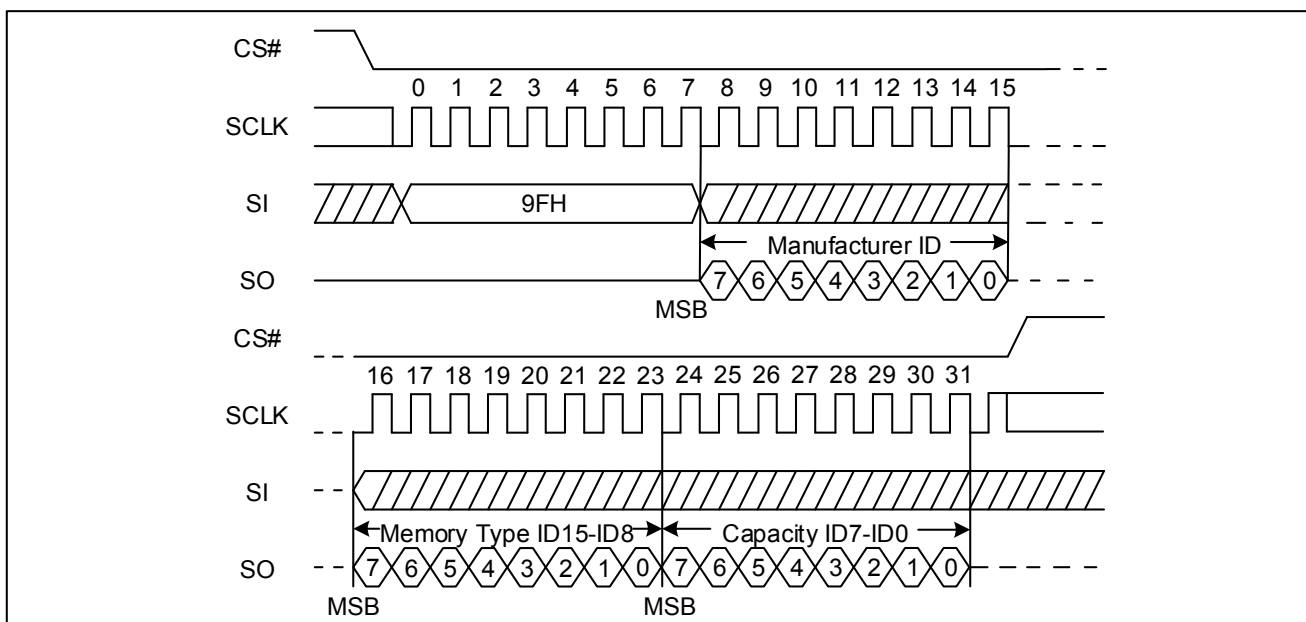 CS#
0 1 2 3 4 5 6 7 8 9 10 11 12 13 14 15
SCLK
SI 9FH
Manufacturer ID
SO 7 6 5 4 3 2 1 0
MSB
CS#
16 17 18 19 20 21 22 23 24 25 26 27 28 29 30 31
SCLK
SI
Memory Type ID15-ID8 Capacity ID7-ID0
SO 7 6 5 4 3 2 1 0 7 6 5 4 3 2 1 0
MSB MSB